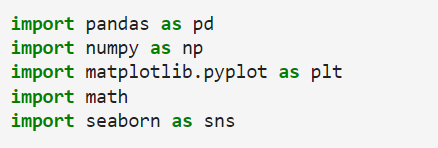 import pandas as pd
import numpy as np
import matplotlib.pyplot as plt
import math
import seaborn as sns